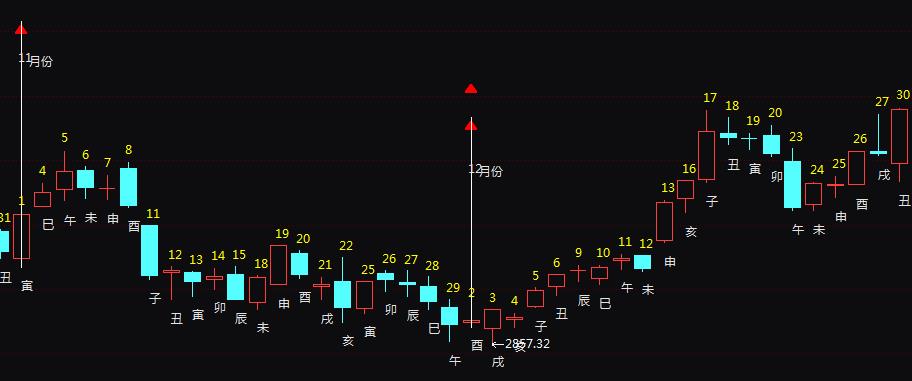 31
丑
11月份
1
寅
4
巳
5
午
6
未
7
申
8
酉
11
子
12
丑
13
寅
14
卯
15
辰
18
未
19
申
20
酉
21
戌
22
亥
25
寅
26
卯
27
辰
28
巳
29
午
12月份
2
酉
3
戌
←2857.32
4
亥
5
子
6
丑
9
辰
10
巳
11
午
12
未
13
申
16
亥
17
子
18
丑
19
寅
20
卯
23
午
24
未
25
申
26
酉
27
戌
30
丑